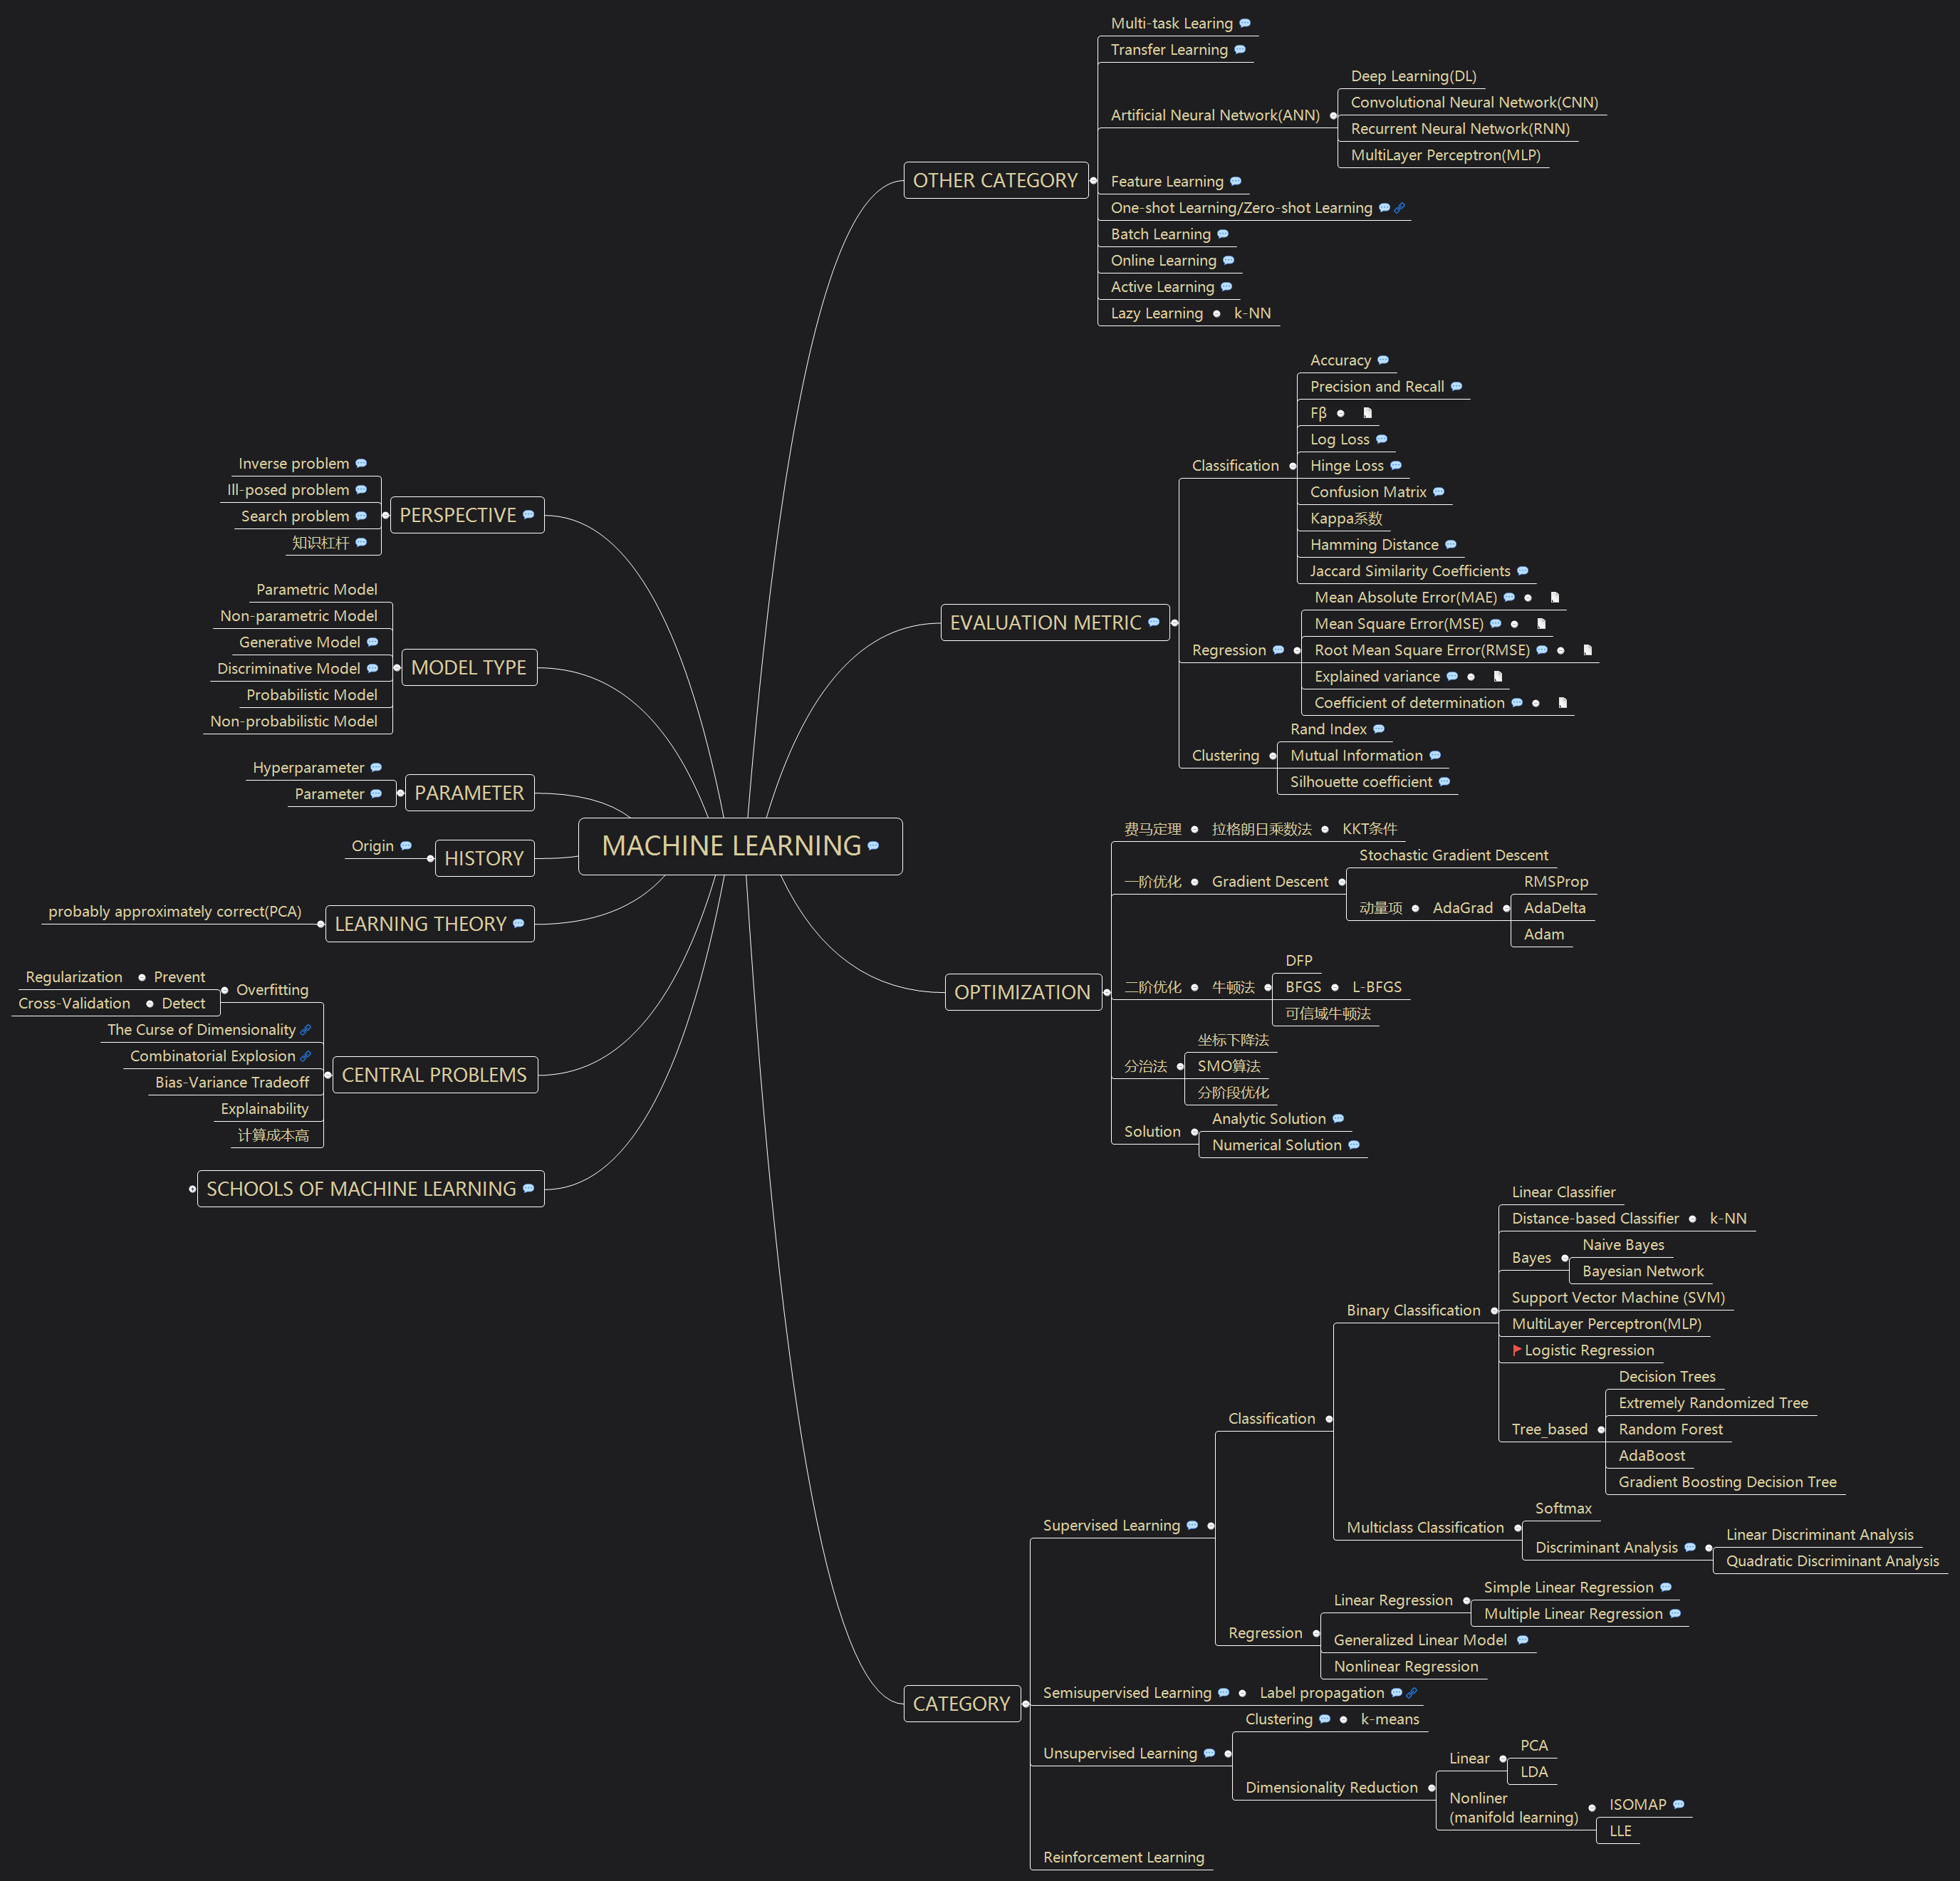 MACHINE LEARNING
OTHER CATEGORY
Multi-task Learing
Transfer Learning
Artificial Neural Network(ANN)
Deep Learning(DL)
Convolutional Neural Network(CNN)
Recurrent Neural Network(RNN)
MultiLayer Perceptron(MLP)
Feature Learning
One-shot Learning/Zero-shot Learning
Batch Learning
Online Learning
Active Learning
Lazy Learning
k-NN
EVALUATION METRIC
Classification
Accuracy
Precision and Recall
Fβ
Log Loss
Hinge Loss
Confusion Matrix
Kappa系数
Hamming Distance
Jaccard Similarity Coefficients
Regression
Mean Absolute Error(MAE)
Mean Square Error(MSE)
Root Mean Square Error(RMSE)
Explained variance
Coefficient of determination
Clustering
Rand Index
Mutual Information
Silhouette coefficient
OPTIMIZATION
费马定理
拉格朗日乘数法
KKT条件
一阶优化
Gradient Descent
Stochastic Gradient Descent
动量项
AdaGrad
RMSProp
AdaDelta
Adam
二阶优化
牛顿法
DFP
BFGS
L-BFGS
可信域牛顿法
分治法
坐标下降法
SMO算法
分阶段优化
Solution
Analytic Solution
Numerical Solution
CATEGORY
Supervised Learning
Classification
Binary Classification
Linear Classifier
Distance-based Classifier
k-NN
Bayes
Naive Bayes
Bayesian Network
Support Vector Machine (SVM)
MultiLayer Perceptron(MLP)
Logistic Regression
Tree_based
Decision Trees
Extremely Randomized Tree
Random Forest
AdaBoost
Gradient Boosting Decision Tree
Multiclass Classification
Softmax
Discriminant Analysis
Linear Discriminant Analysis
Quadratic Discriminant Analysis
Regression
Linear Regression
Simple Linear Regression
Multiple Linear Regression
Generalized Linear Model
Nonlinear Regression
Semisupervised Learning
Label propagation
Unsupervised Learning
Clustering
k-means
Dimensionality Reduction
Linear
PCA
LDA
Nonliner
(manifold learning)
ISOMAP
LLE
Reinforcement Learning
PERSPECTIVE
Inverse problem
Ill-posed problem
Search problem
知识杠杆
MODEL TYPE
Parametric Model
Non-parametric Model
Generative Model
Discriminative Model
Probabilistic Model
Non-probabilistic Model
PARAMETER
Hyperparameter
Parameter
HISTORY
Origin
LEARNING THEORY
probably approximately correct(PCA)
CENTRAL PROBLEMS
Overfitting
Prevent
Regularization
Detect
Cross-Validation
The Curse of Dimensionality
Combinatorial Explosion
Bias-Variance Tradeoff
Explainability
计算成本高
SCHOOLS OF MACHINE LEARNING